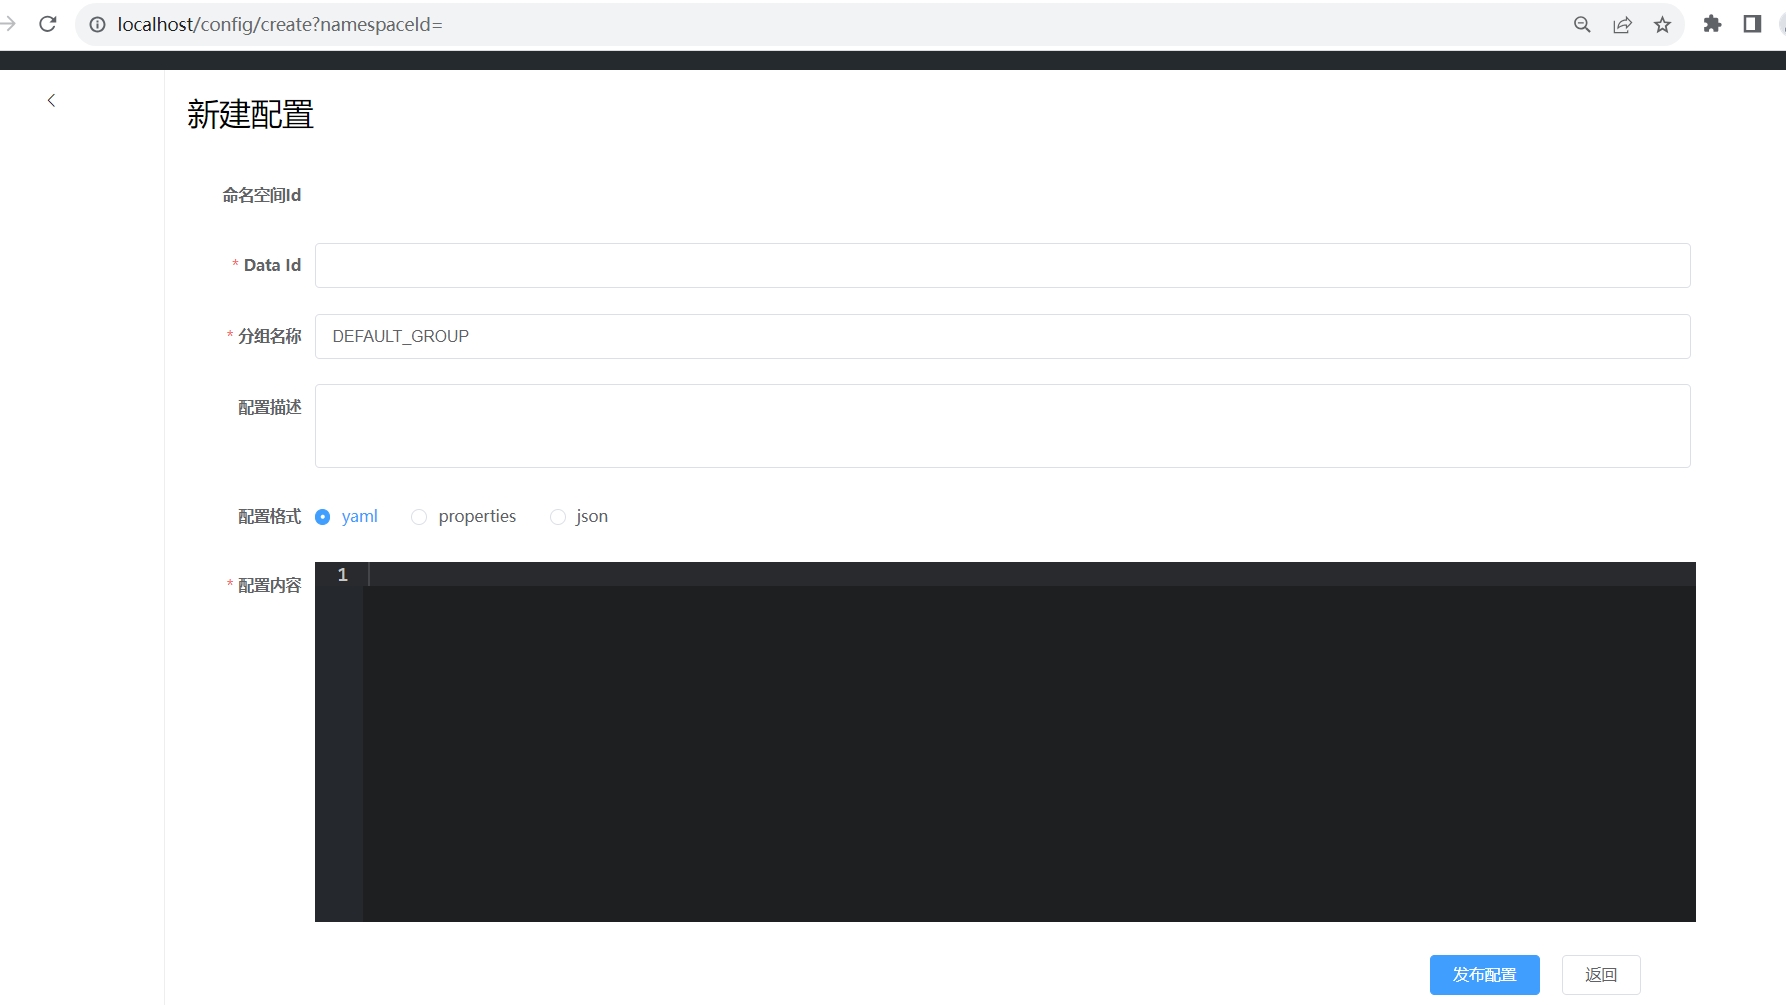 localhost/config/create?namespaceId=
新建配置
命名空间Id
* Data Id
* 分组名称 DEFAULT_GROUP
配置描述
配置格式 yaml properties json
* 配置内容 1
发布配置 返回